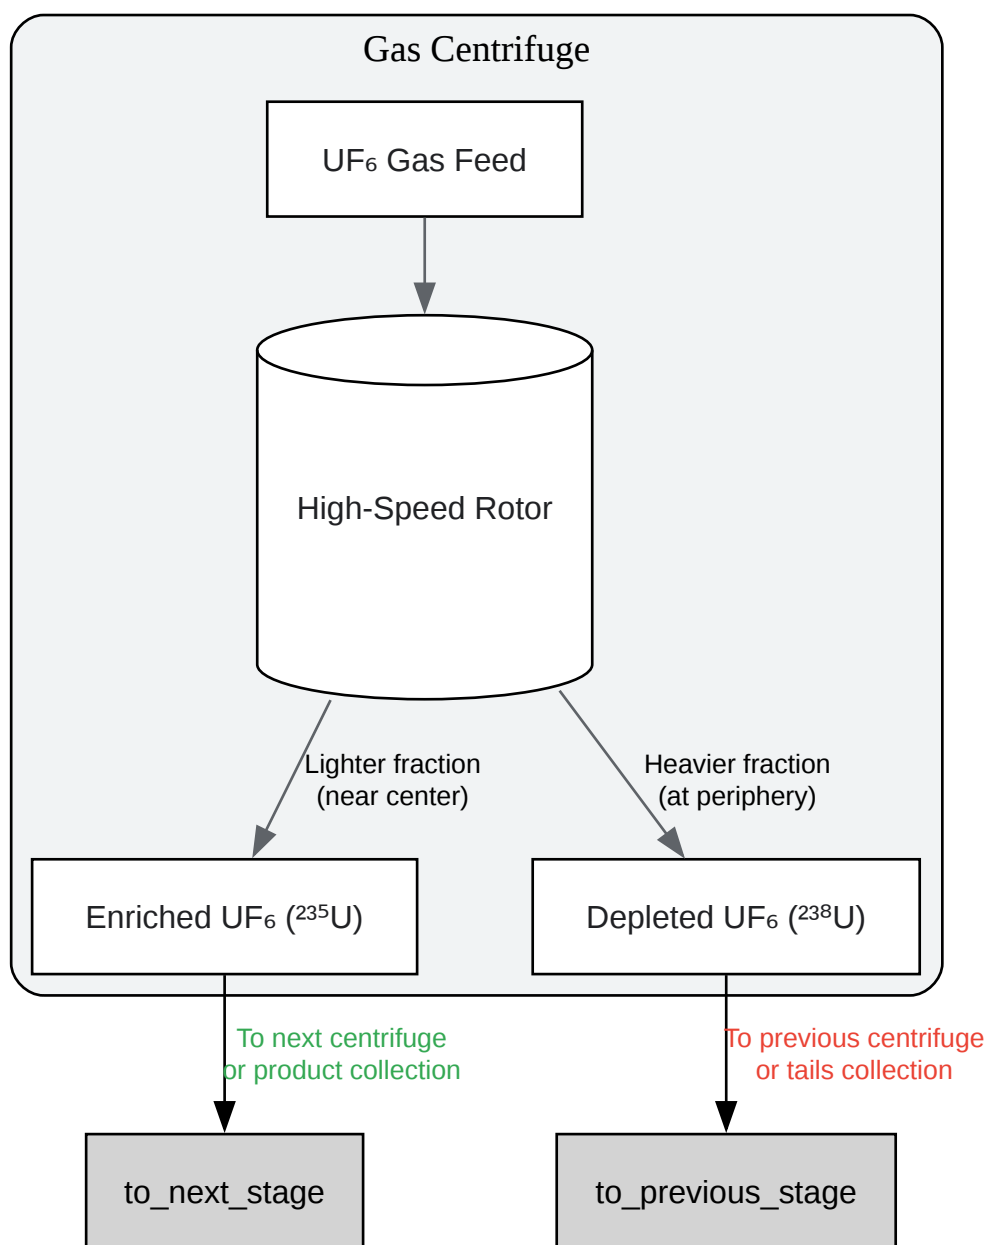 Gas Centrifuge
UF₆ Gas Feed
High-Speed Rotor
Lighter fraction
(near center)
Heavier fraction
(at periphery)
Enriched UF₆ (²³⁵U)
Depleted UF₆ (²³⁸U)
To next centrifuge
or product collection
To previous centrifuge
or tails collection
to_next_stage
to_previous_stage